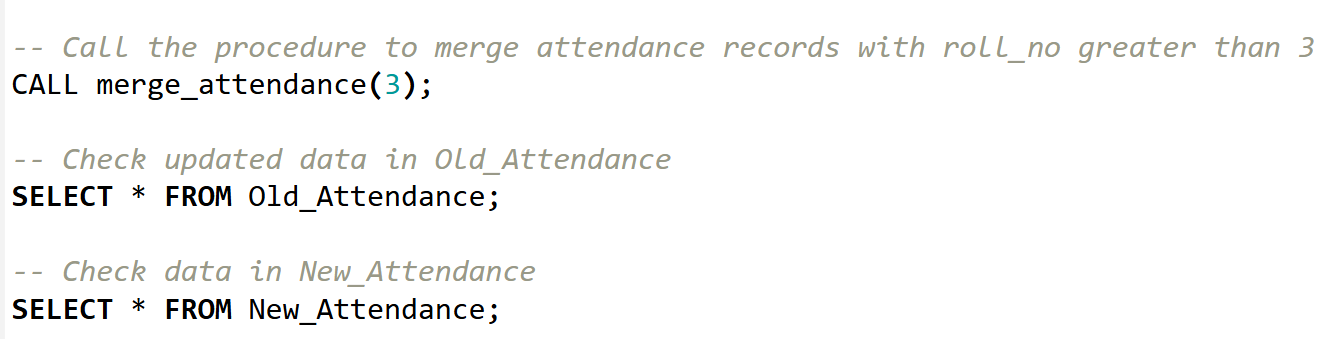 -- Call the procedure to merge attendance records with roll_no greater than 3
CALL merge_attendance(3);
-- Check updated data in Old_Attendance
SELECT * FROM Old_Attendance;
-- Check data in New_Attendance
SELECT * FROM New_Attendance;